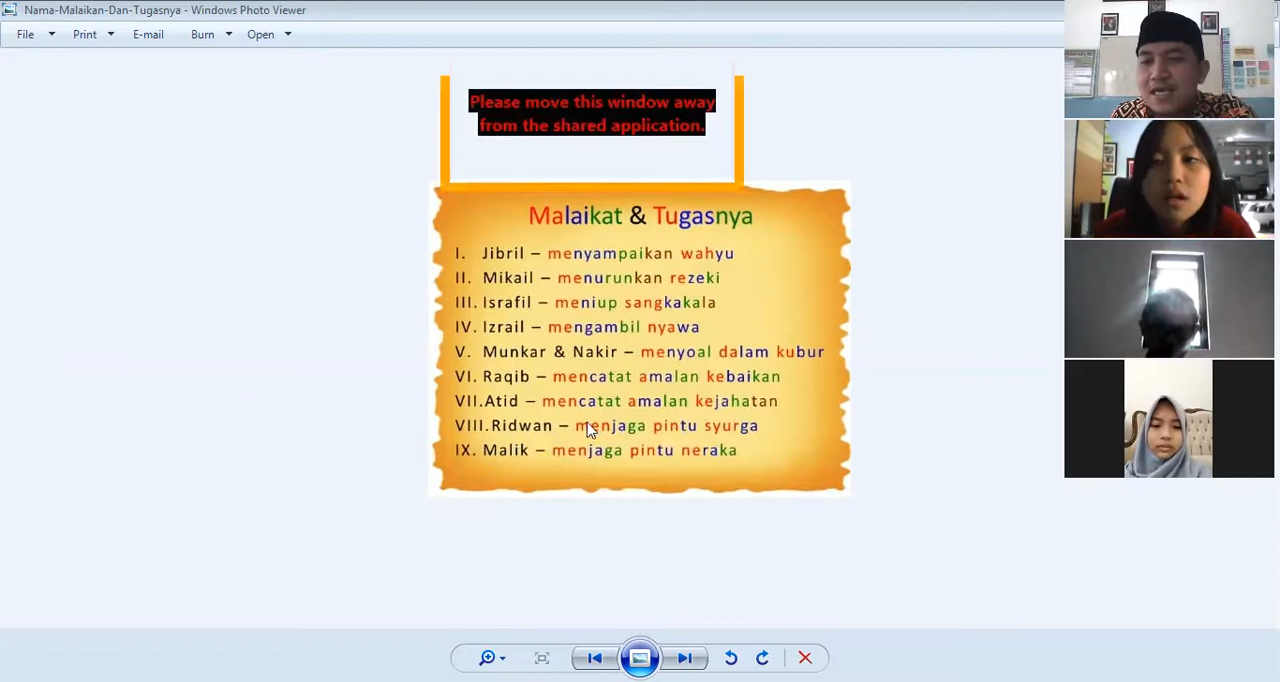 Nama-Malaikan-Dan-Tugasnya - Windows Photo Viewer
File Print E-mail Burn Open
Please move this window away
from the shared application.
Malaikat & Tugasnya
I. Jibril – menyampaikan wahyu
II. Mikail – menurunkan rezeki
III. Israfil – meniup sangkakala
IV. Izrail – mengambil nyawa
V. Munkar & Nakir – menyoal dalam kubur
VI. Raqib – mencatat amalan kebaikan
VII.Atid – mencatat amalan kejahatan
VIII.Ridwan – menjaga pintu syurga
IX. Malik – menjaga pintu neraka